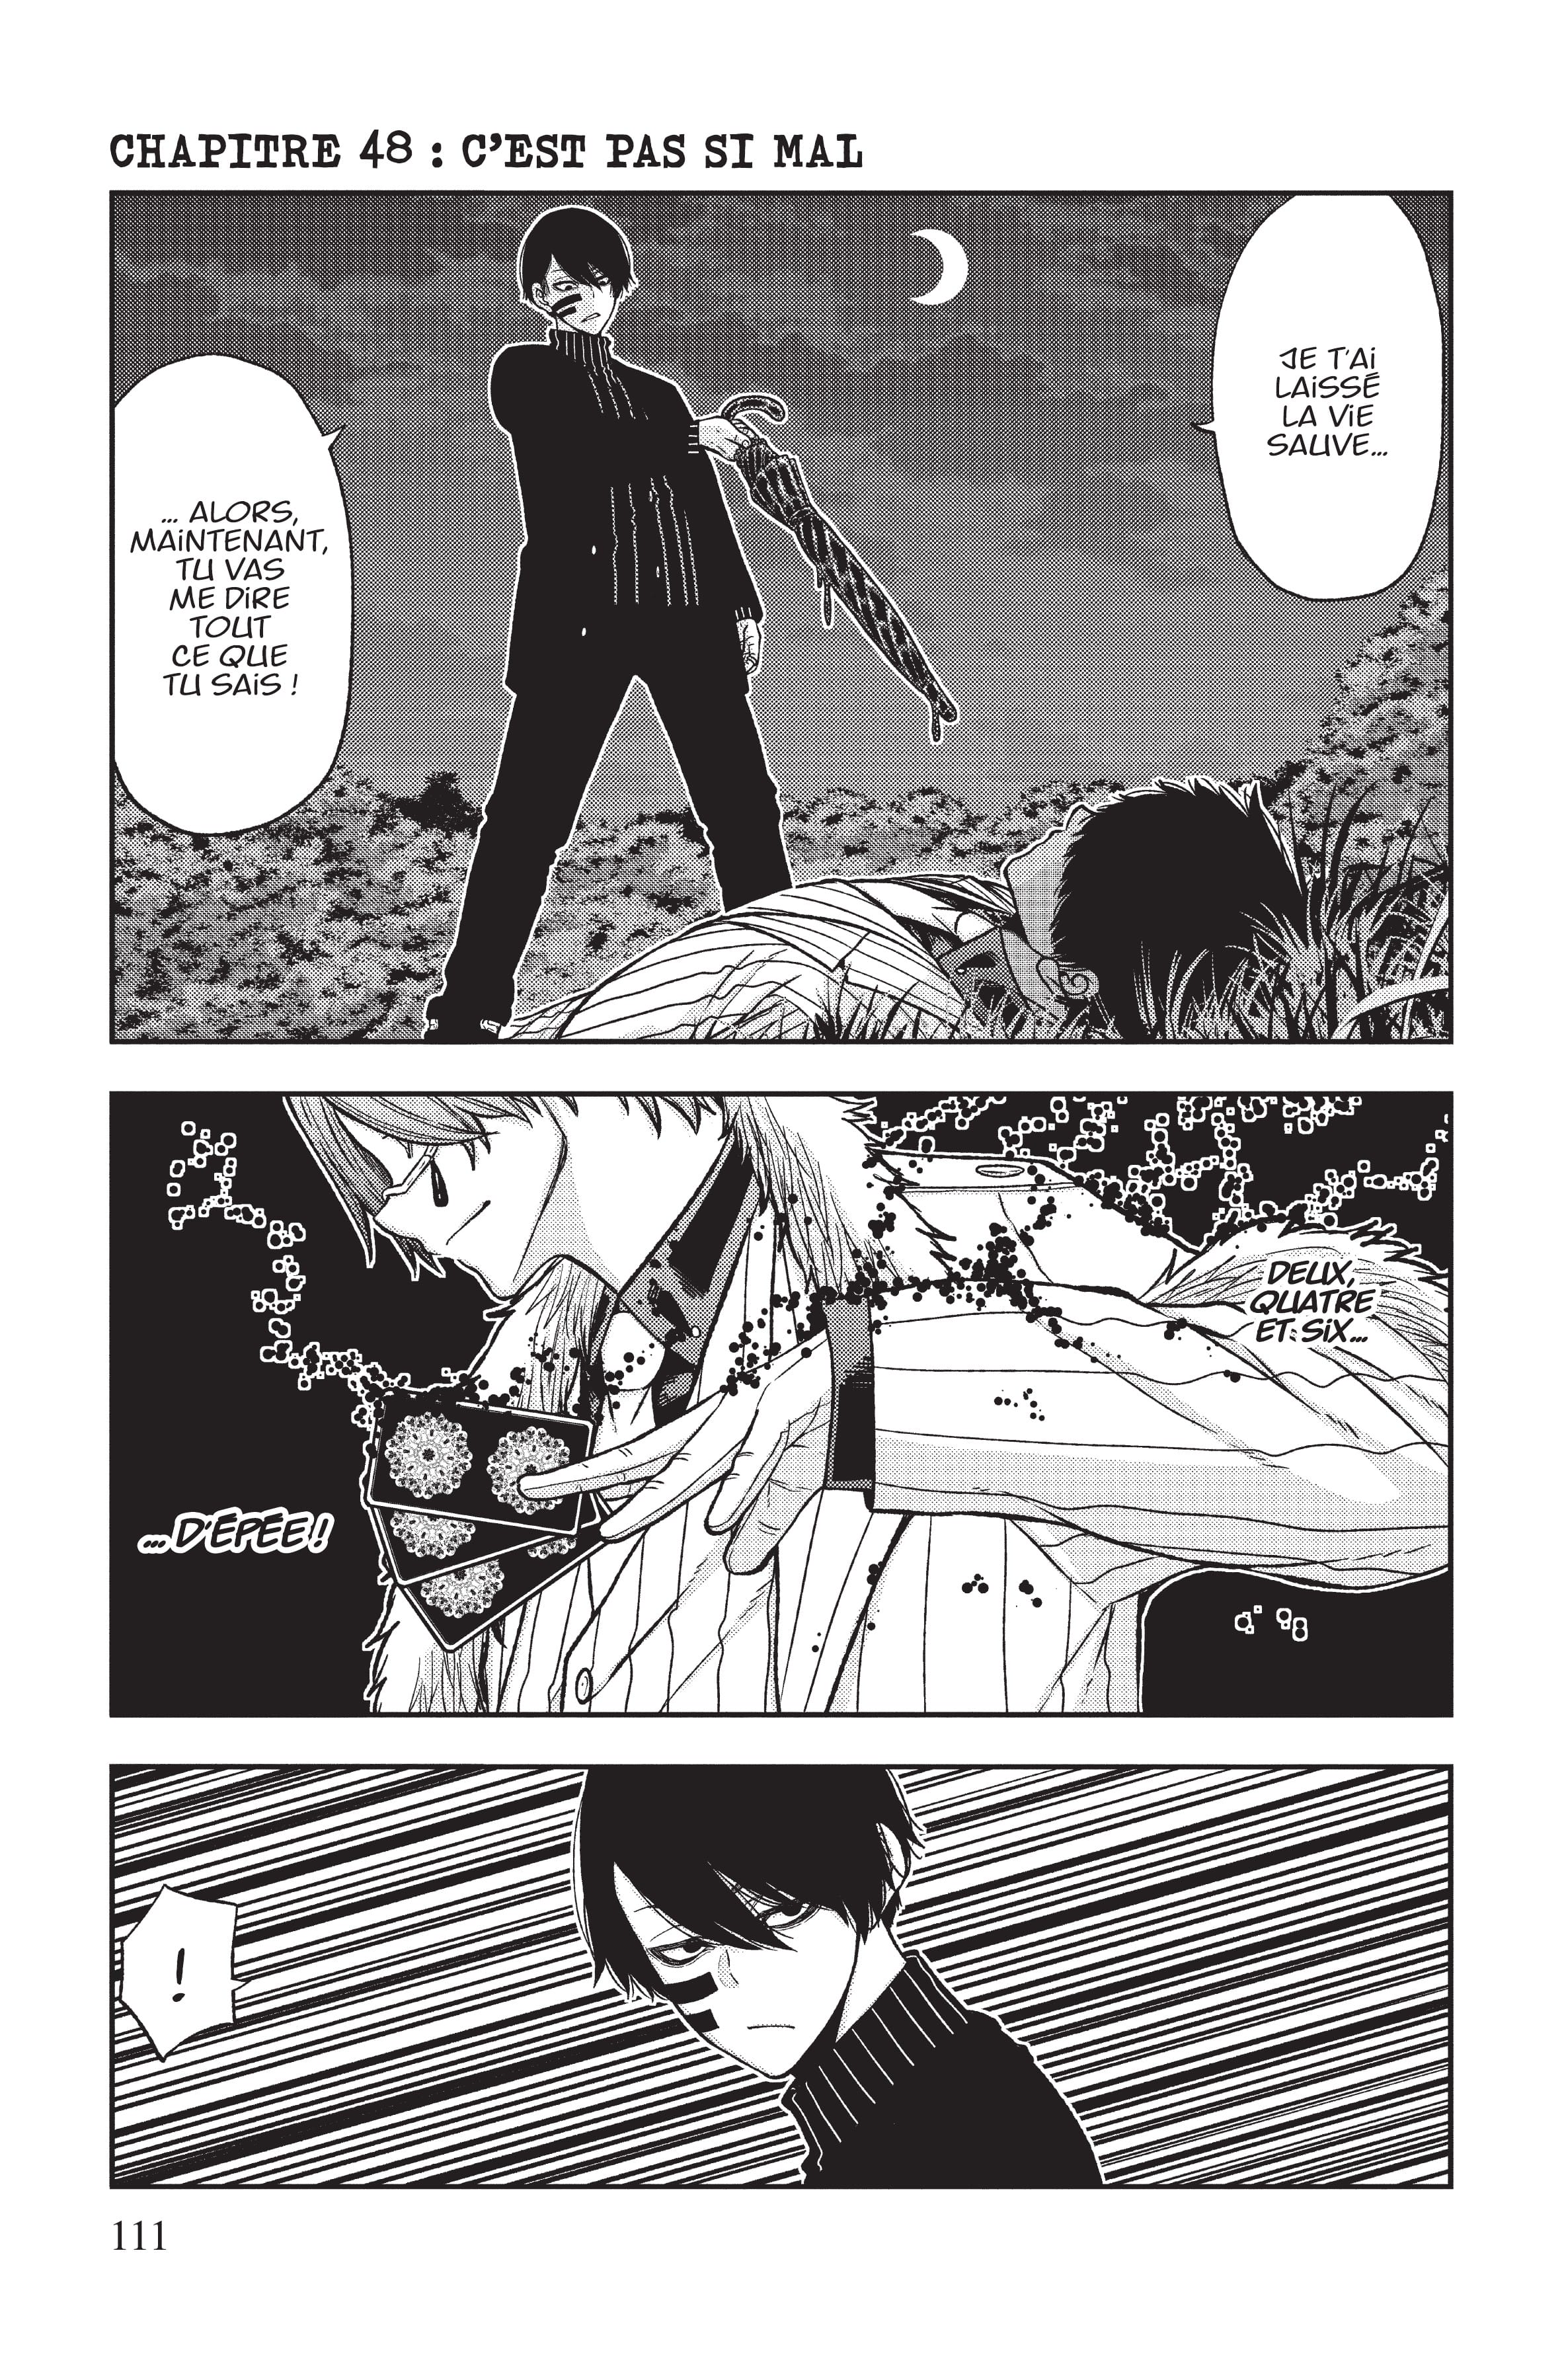 CHAPITRE 48 : C'EST PAS SI MAL
JE T'AI
LAISSÉ
LA VIE
SAUVE...
... ALORS,
MAINTENANT,
TU VAS
ME DIRE
TOUT
CE QUE
TU SAIS !
DEUX,
QUATRE
ET SIX...
... D'ÉPÉE !
!
111